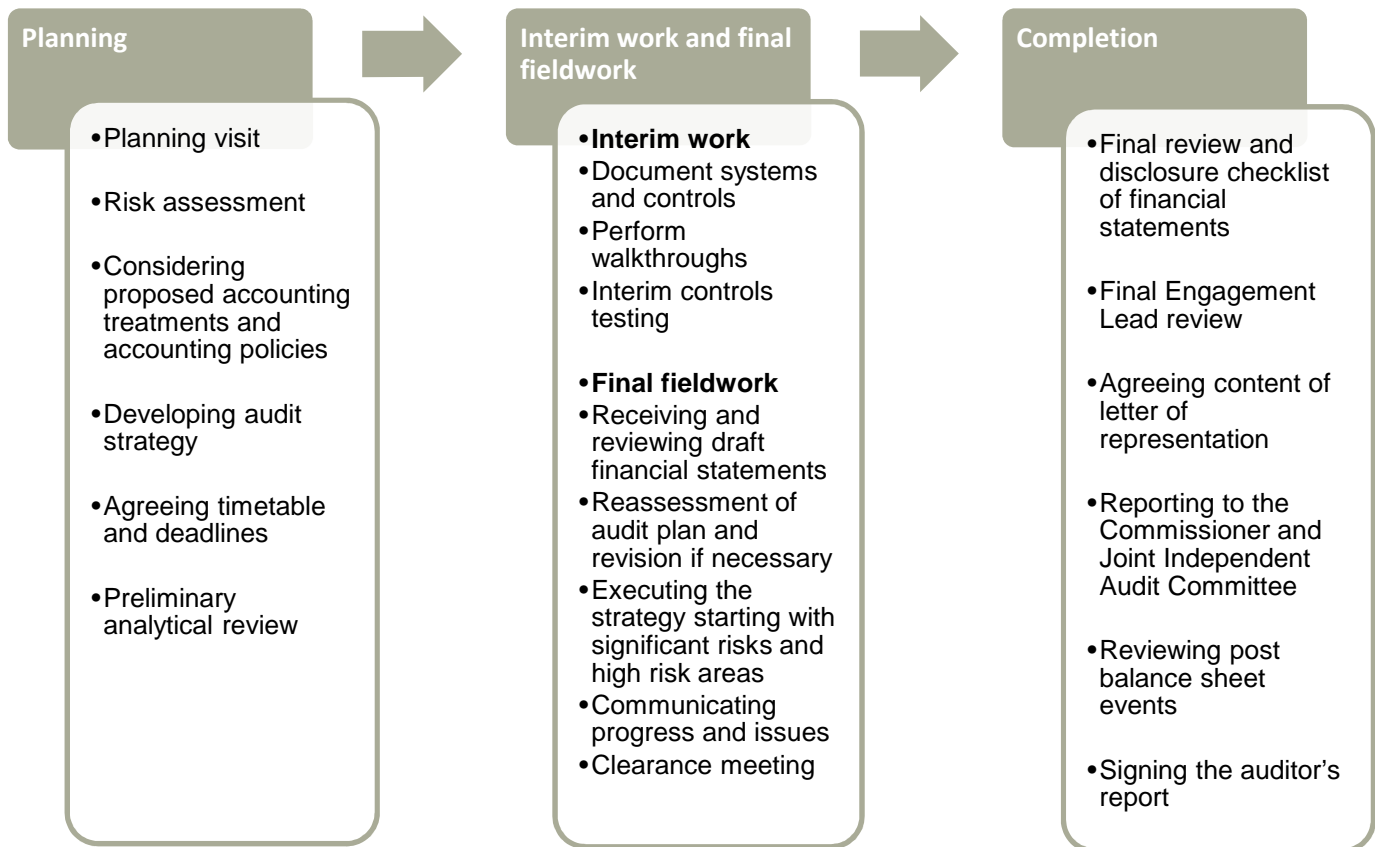 Planning
•Planning visit
•Risk assessment
•Considering
proposed accounting
treatments and
accounting policies
•Developing audit
strategy
•Agreeing timetable
and deadlines
•Preliminary
analytical review
Interim work and final
fieldwork
•Interim work
•Document systems
and controls
•Perform
walkthroughs
•Interim controls
testing
•Final fieldwork
•Receiving and
reviewing draft
financial statements
•Reassessment of
audit plan and
revision if necessary
•Executing the
strategy starting with
significant risks and
high risk areas
•Communicating
progress and issues
•Clearance meeting
Completion
•Final review and
disclosure checklist
of financial
statements
•Final Engagement
Lead review
•Agreeing content of
letter of
representation
•Reporting to the
Commissioner and
Joint Independent
Audit Committee
•Reviewing post
balance sheet
events
•Signing the auditor’s
report